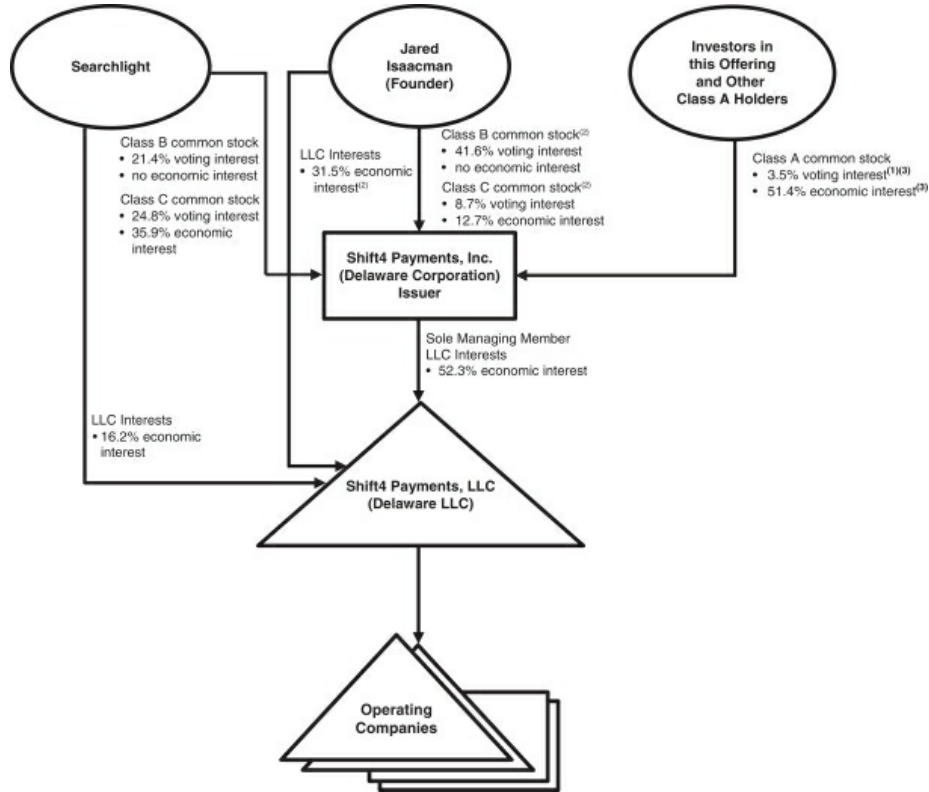 Searchlight
Jared
Isaacman
(Founder)
Investors in
this Offering
and Other
Class A Holders
Class B common stock
• 21.4% voting interest
• no economic interest
Class C common stock
• 24.8% voting interest
• 35.9% economic
interest
LLC Interests
• 31.5% economic
interest(2)
Class B common stock(2)
• 41.6% voting interest
• no economic interest
Class C common stock(2)
• 8.7% voting interest
• 12.7% economic interest
Class A common stock
• 3.5% voting interest(1)(3)
• 51.4% economic interest(3)
Shift4 Payments, Inc.
(Delaware Corporation)
Issuer
Sole Managing Member
LLC Interests
• 52.3% economic interest
LLC Interests
• 16.2% economic
interest
Shift4 Payments, LLC
(Delaware LLC)
Operating
Companies